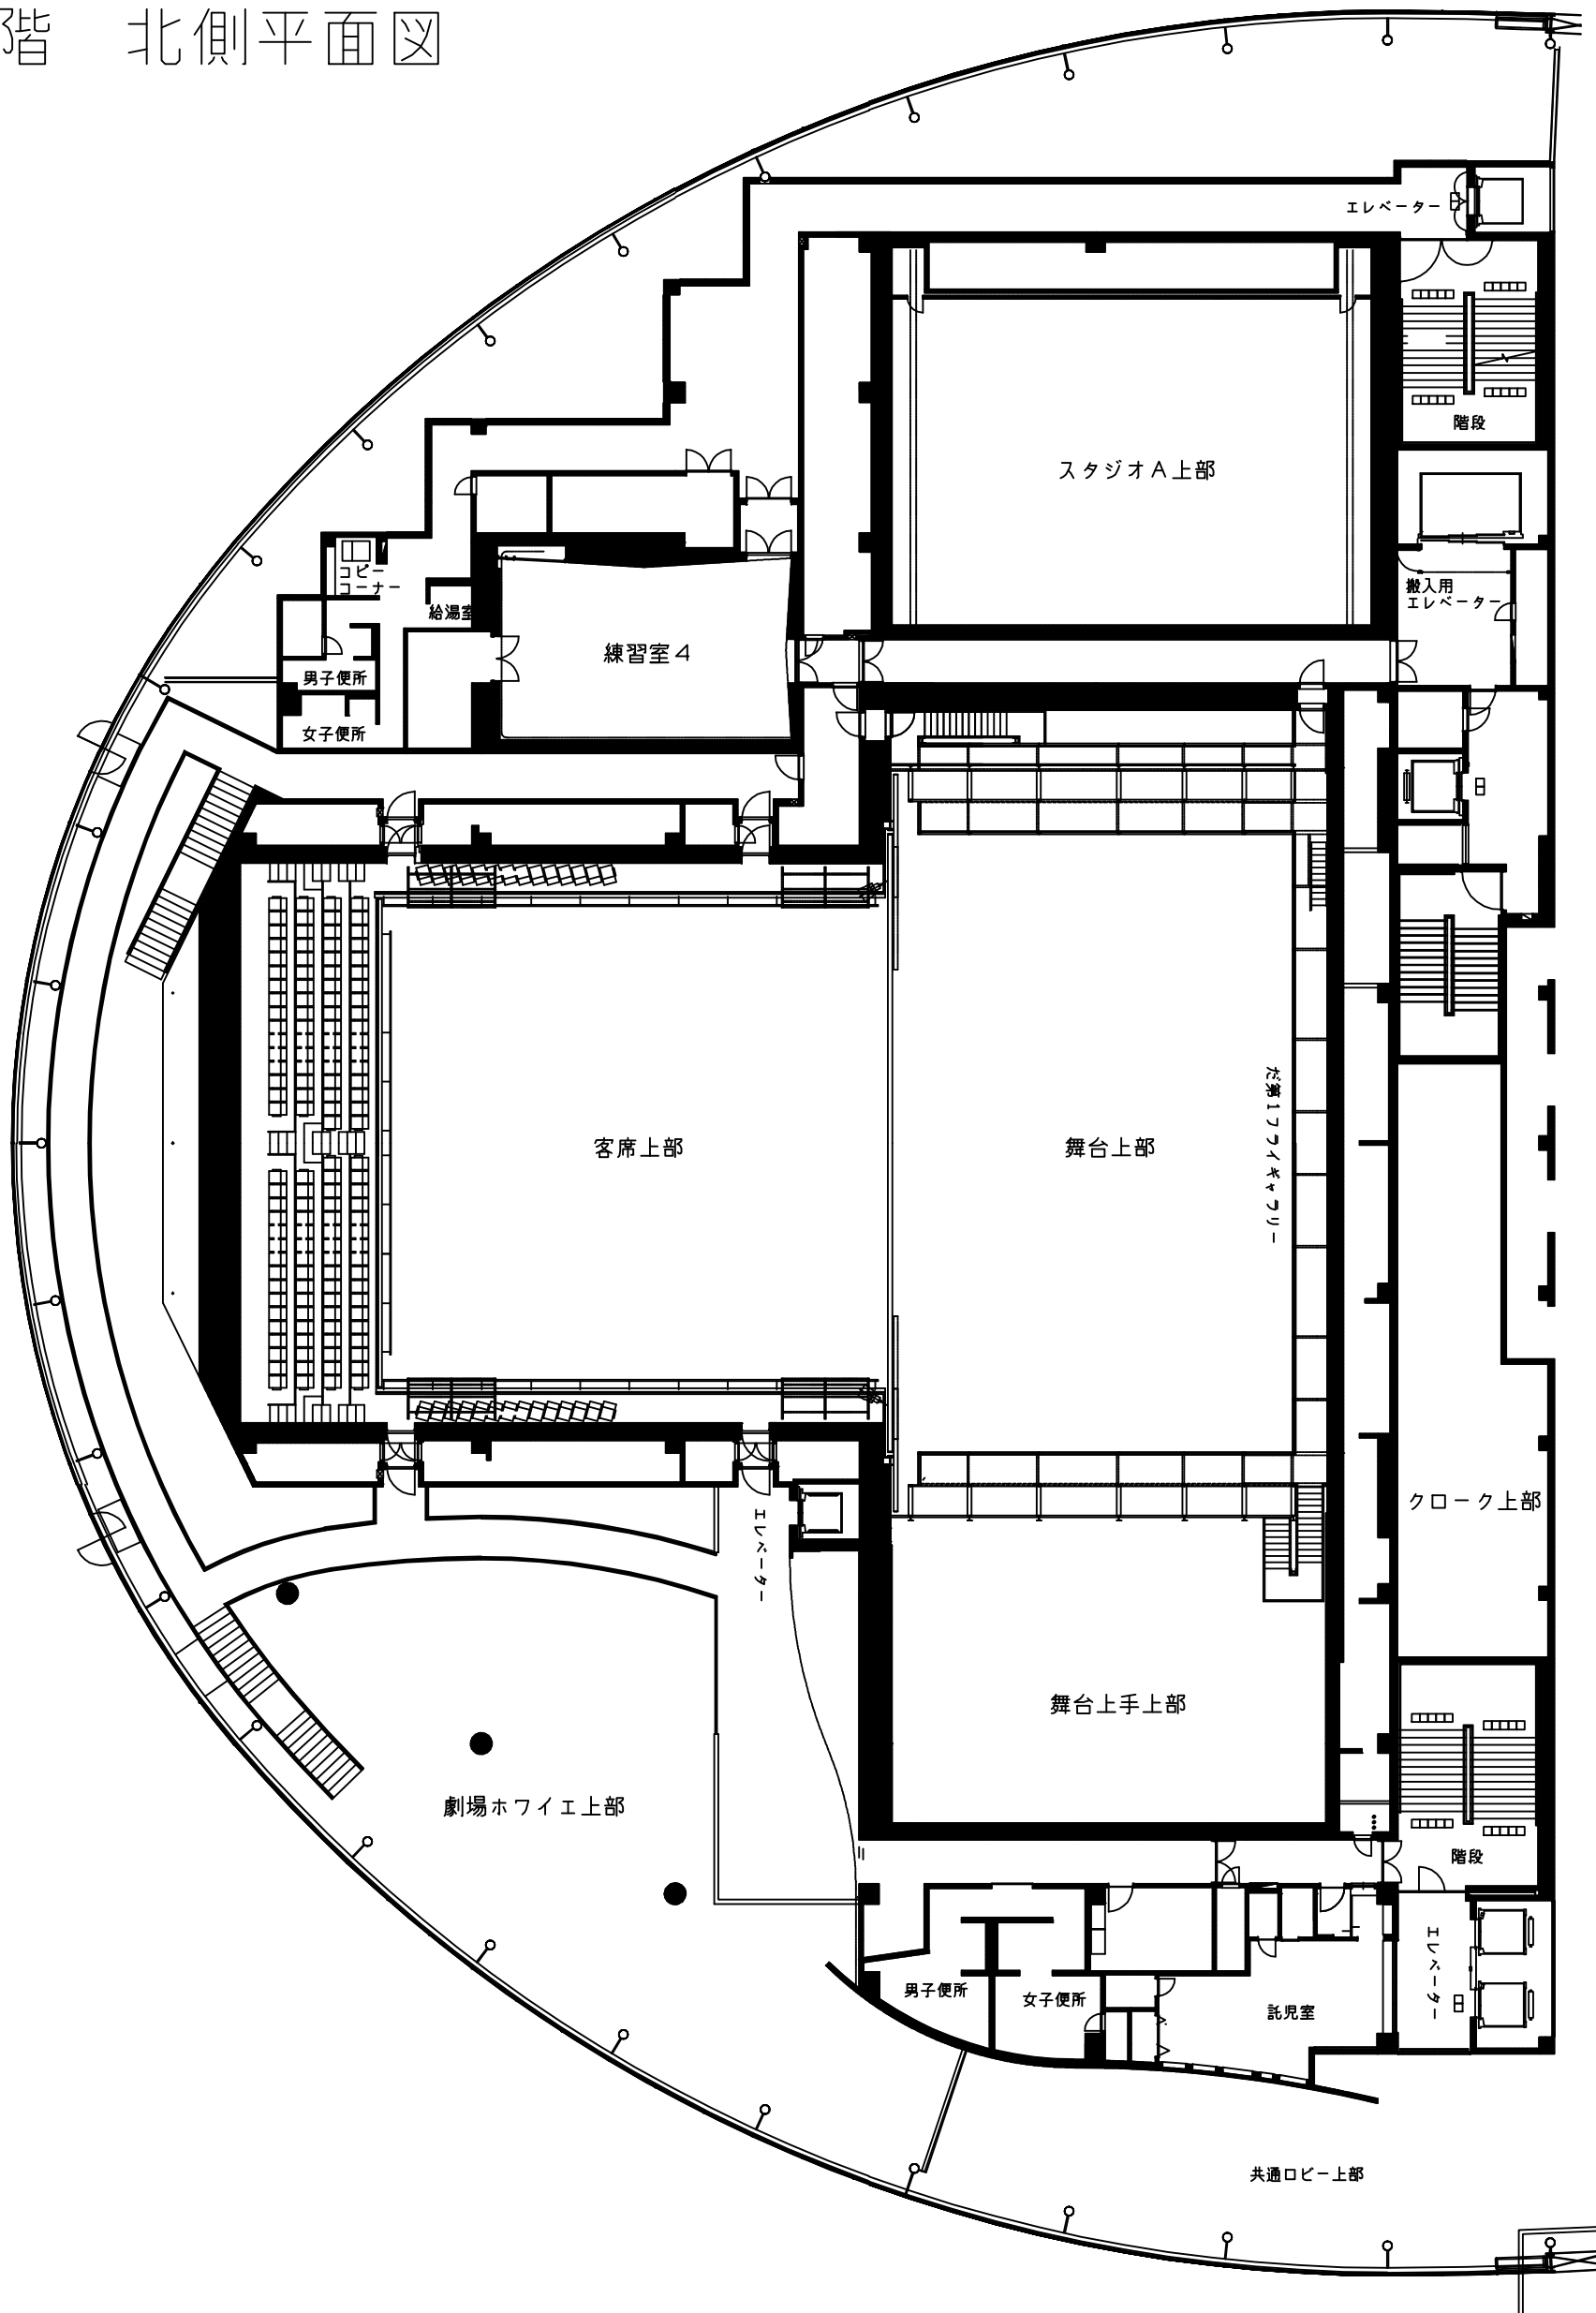 階 北側平面図
エレベーター
階段
スタジオA上部
コピー
コーナー
搬入用
エレベーター
給湯室
練習室4
男子便所
女子便所
だ第1フライギャラリー
客席上部
舞台上部
クローク上部
エレベーター
舞台上手上部
劇場ホワイエ上部
階段
エレベーター
男子便所
女子便所
託児室
共通ロビー上部